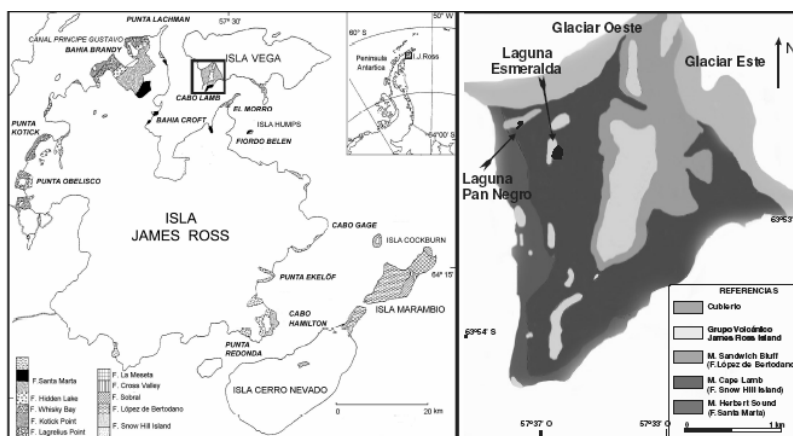 PUNTA LACHMAN
57° 30'
CANAL PRINCIPE GUSTAVO
BAHIA BRANDY
ISLA VEGA
CABO LAMB
EL MORRO
ISLA HUMPS
BAHIA CROFT
FIORDO BELEN
PUNTA
KOTICK
PUNTA OBELISCO
ISLA
JAMES ROSS
CABO GAGE
ISLA COCKBURN
64° 15'
PUNTA EKELÖF
ISLA MARAMBIO
CABO
HAMILTON
PUNTA
REDONDA
ISLA CERRO NEVADO
0 20 km
F.Santa Marta
F. Hidden Lake
F. Whisky Bay
F. Kotick Point
F. Lagrelius Point
F. La Meseta
F. Cross Valley
F. Sobral
F. López de Bertodano
F. Snow Hill Island
60° S
50° W
Peninsula
Antartica
I.J.Ross
64°00' S
Glaciar Oeste
Laguna
Esmeralda
Glaciar Este
N
Laguna
Pan Negro
63°53'
63°54' S
57°37' O
57°33' O
REFERENCIAS
Cubierto
Grupo Volcánico
James Ross Island
M. Sandwich Bluff
(F.López de Bertodano)
M. Cape Lamb
(F. Snow Hill Island)
M. Herbert Sound
(F.Santa Marta)
0 1 km